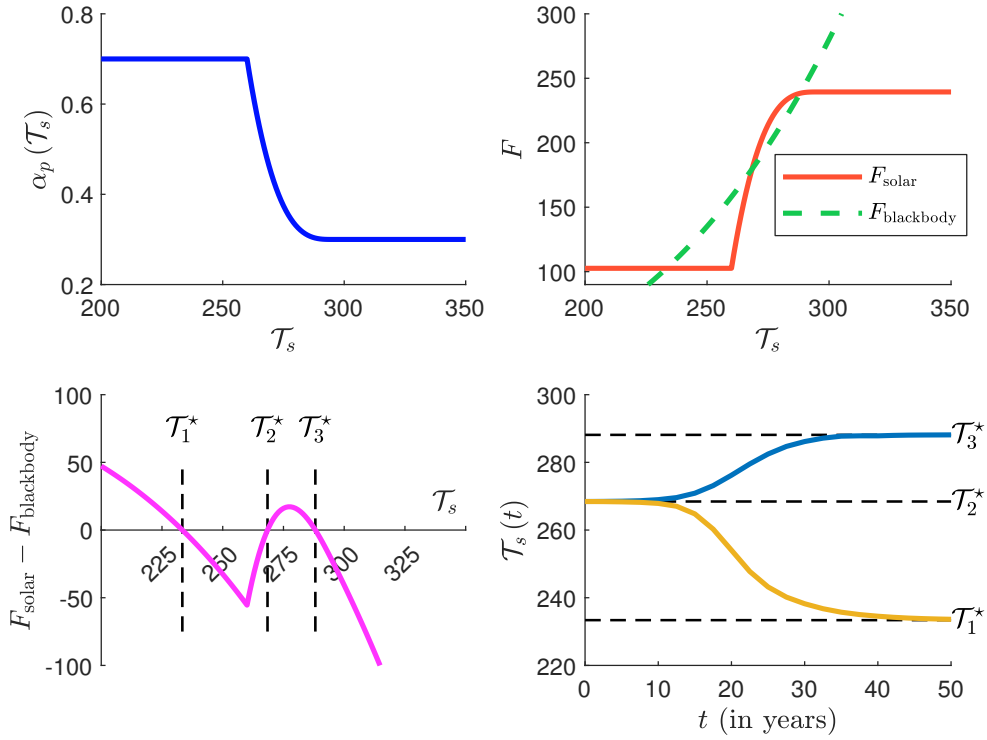 0.8
0.6
0.4
0.2
200
250
300
350
α_p(𝒯_s)
𝒯_s
300
250
200
150
100
200
250
300
350
F
𝒯_s
F_solar
F_blackbody
100
50
0
-50
-100
F_solar − F_blackbody
𝒯_1^⋆
𝒯_2^⋆
𝒯_3^⋆
𝒯_s
225
250
275
300
325
300
280
260
240
220
𝒯_s(t)
𝒯_3^⋆
𝒯_2^⋆
𝒯_1^⋆
0
10
20
30
40
50
t (in years)